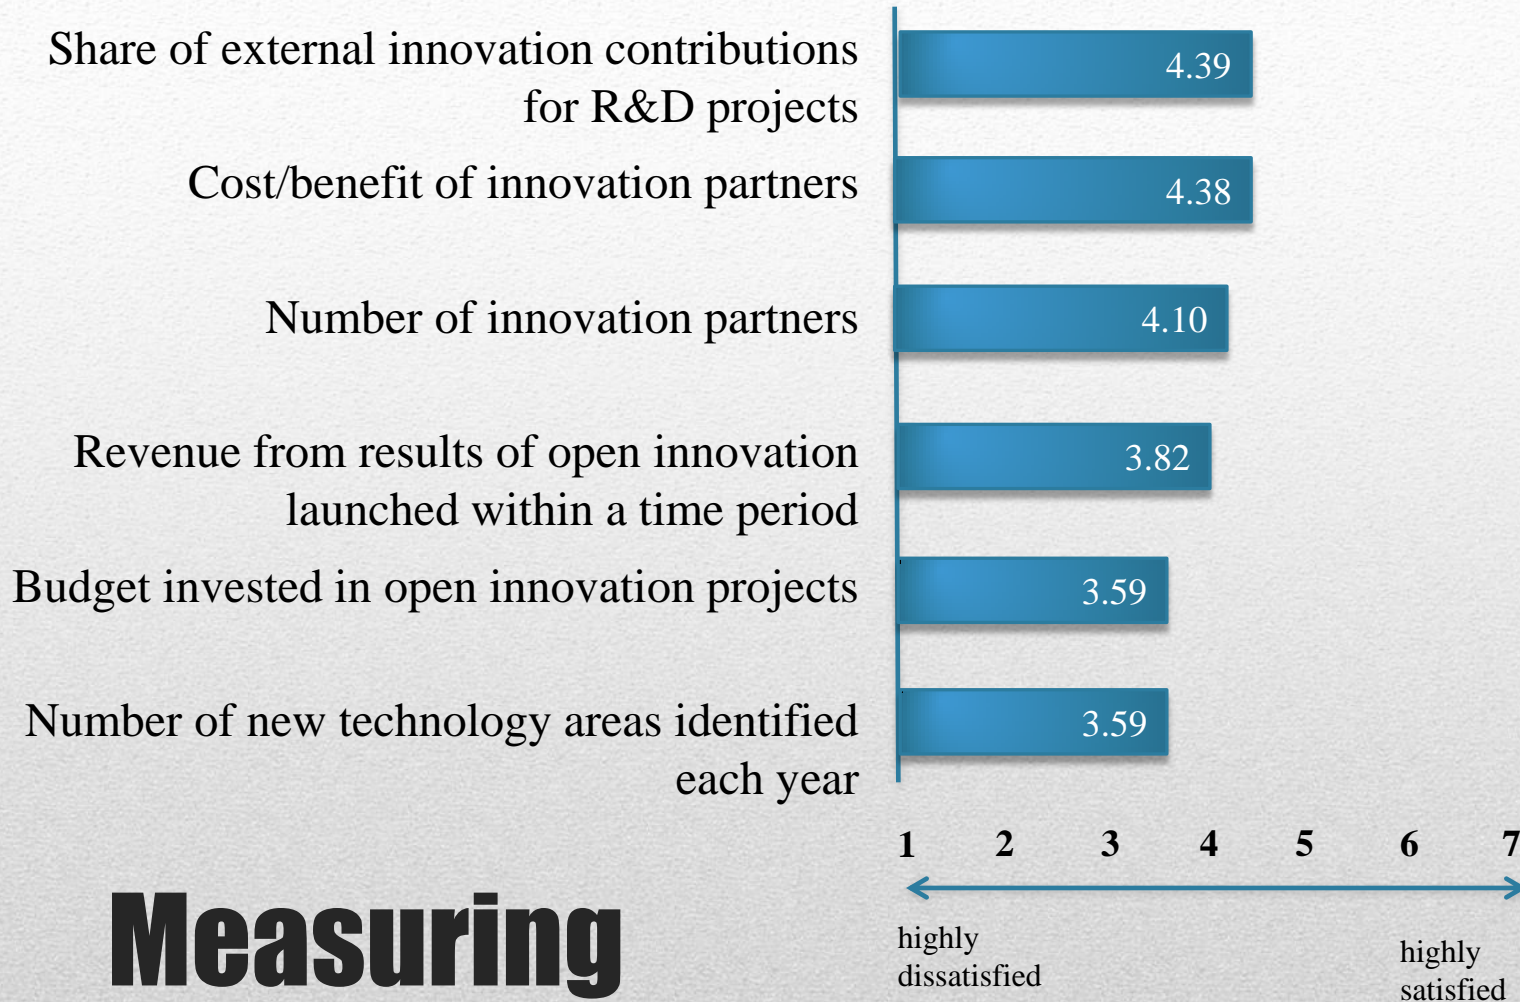 Share of external innovation contributions
for R&D projects
4.39
Cost/benefit of innovation partners
4.38
Number of innovation partners
4.10
Revenue from results of open innovation
launched within a time period
3.82
Budget invested in open innovation projects
3.59
Number of new technology areas identified
each year
3.59
1 2 3 4 5 6 7
highly
dissatisfied
highly
satisfied
Measuring